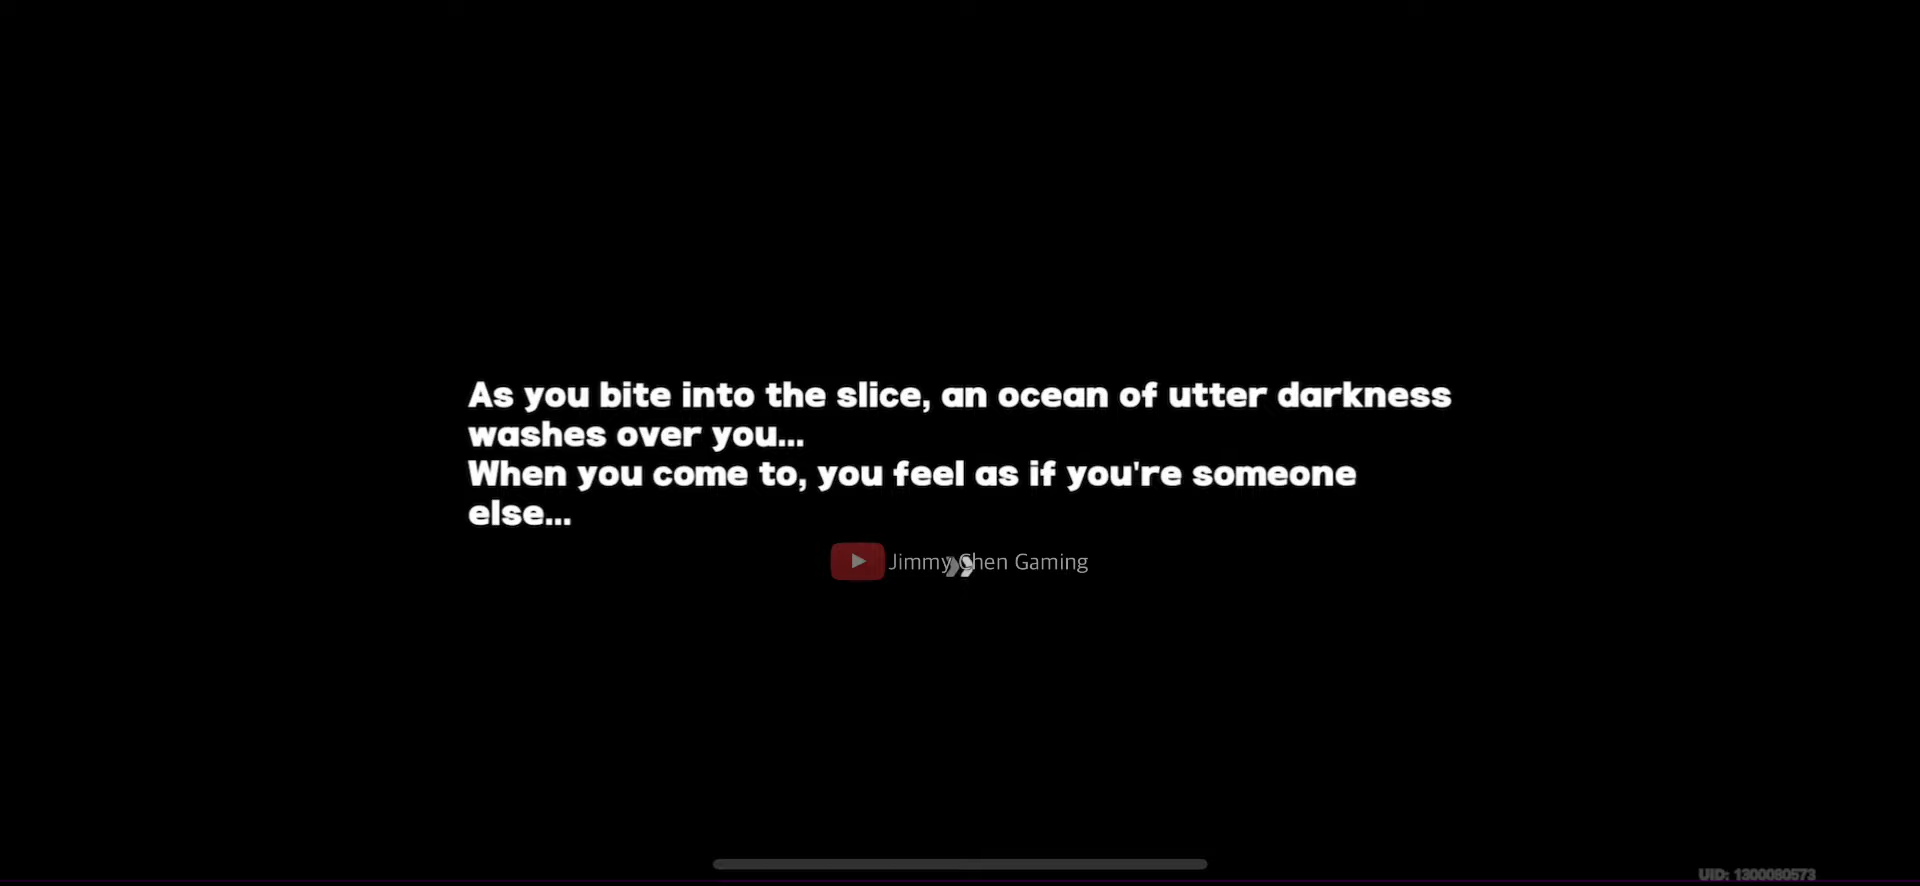 As you bite into the slice, an ocean of utter darkness
washes over you...
When you come to, you feel as if you're someone
else...
Jimmy Chen Gaming
UID: 1300080573